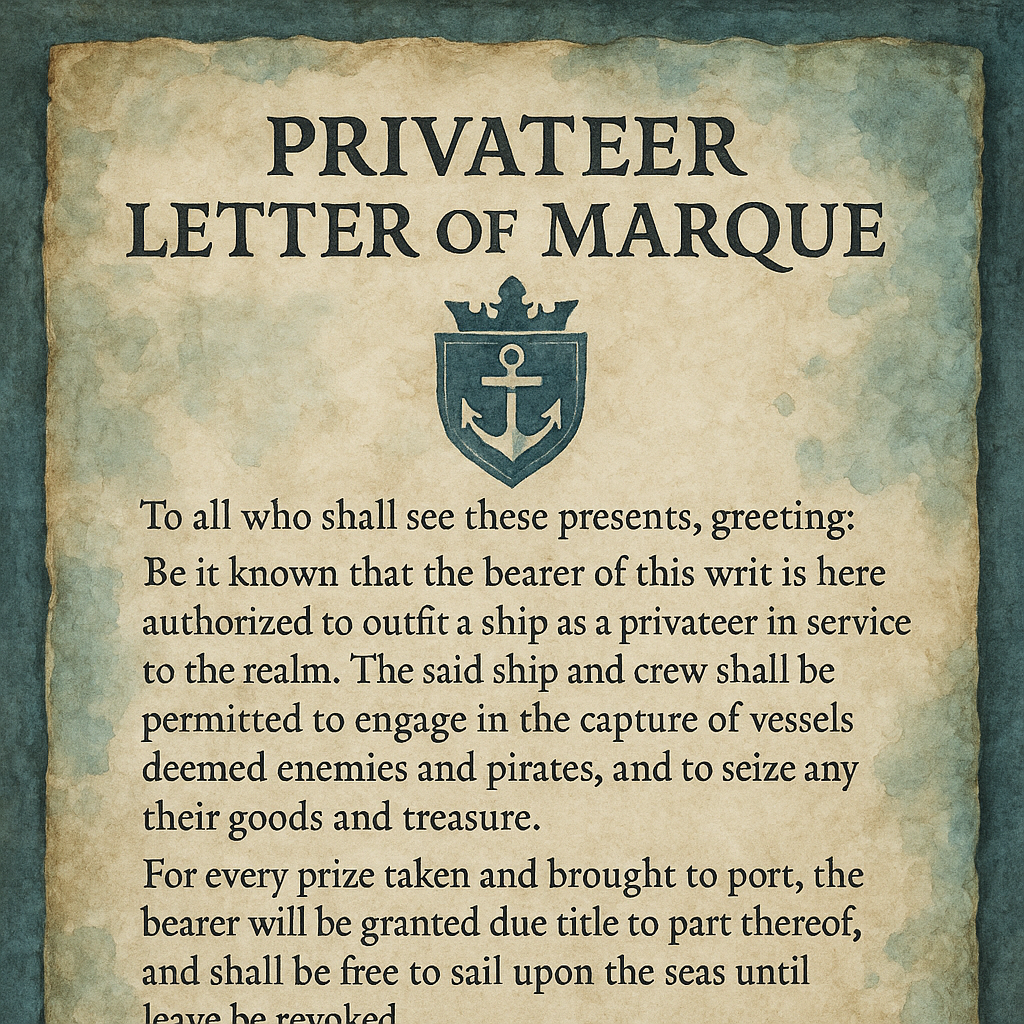 PRIVATEER
LETTER OF MARQUE
To all who shall see these presents, greeting:
Be it known that the bearer of this writ is here
authorized to outfit a ship as a privateer in service
to the realm. The said ship and crew shall be
permitted to engage in the capture of vessels
deemed enemies and pirates, and to seize any
their goods and treasure.
For every prize taken and brought to port, the
bearer will be granted due title to part thereof,
and shall be free to sail upon the seas until
leave be revoked